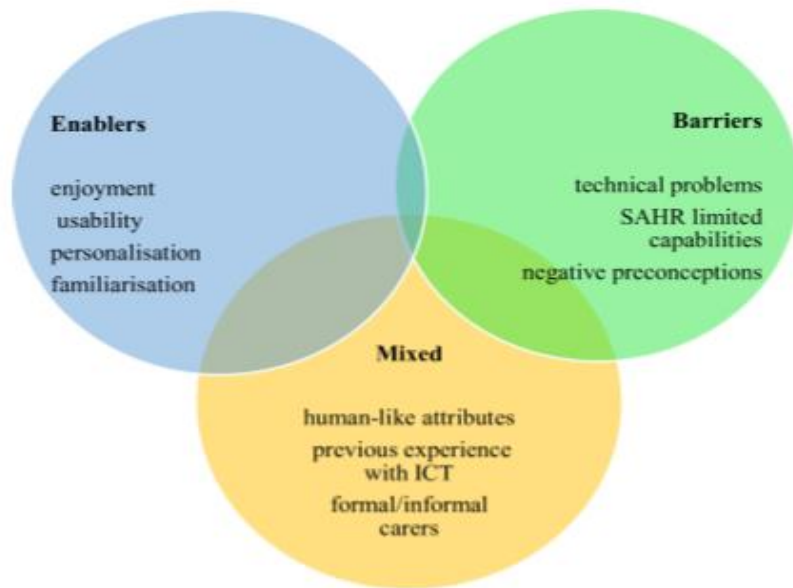 Enablers
enjoyment
usability
personalisation
familiarisation
Barriers
technical problems
SAHR limited
capabilities
negative preconceptions
Mixed
human-like attributes
previous experience
with ICT
formal/informal
carers